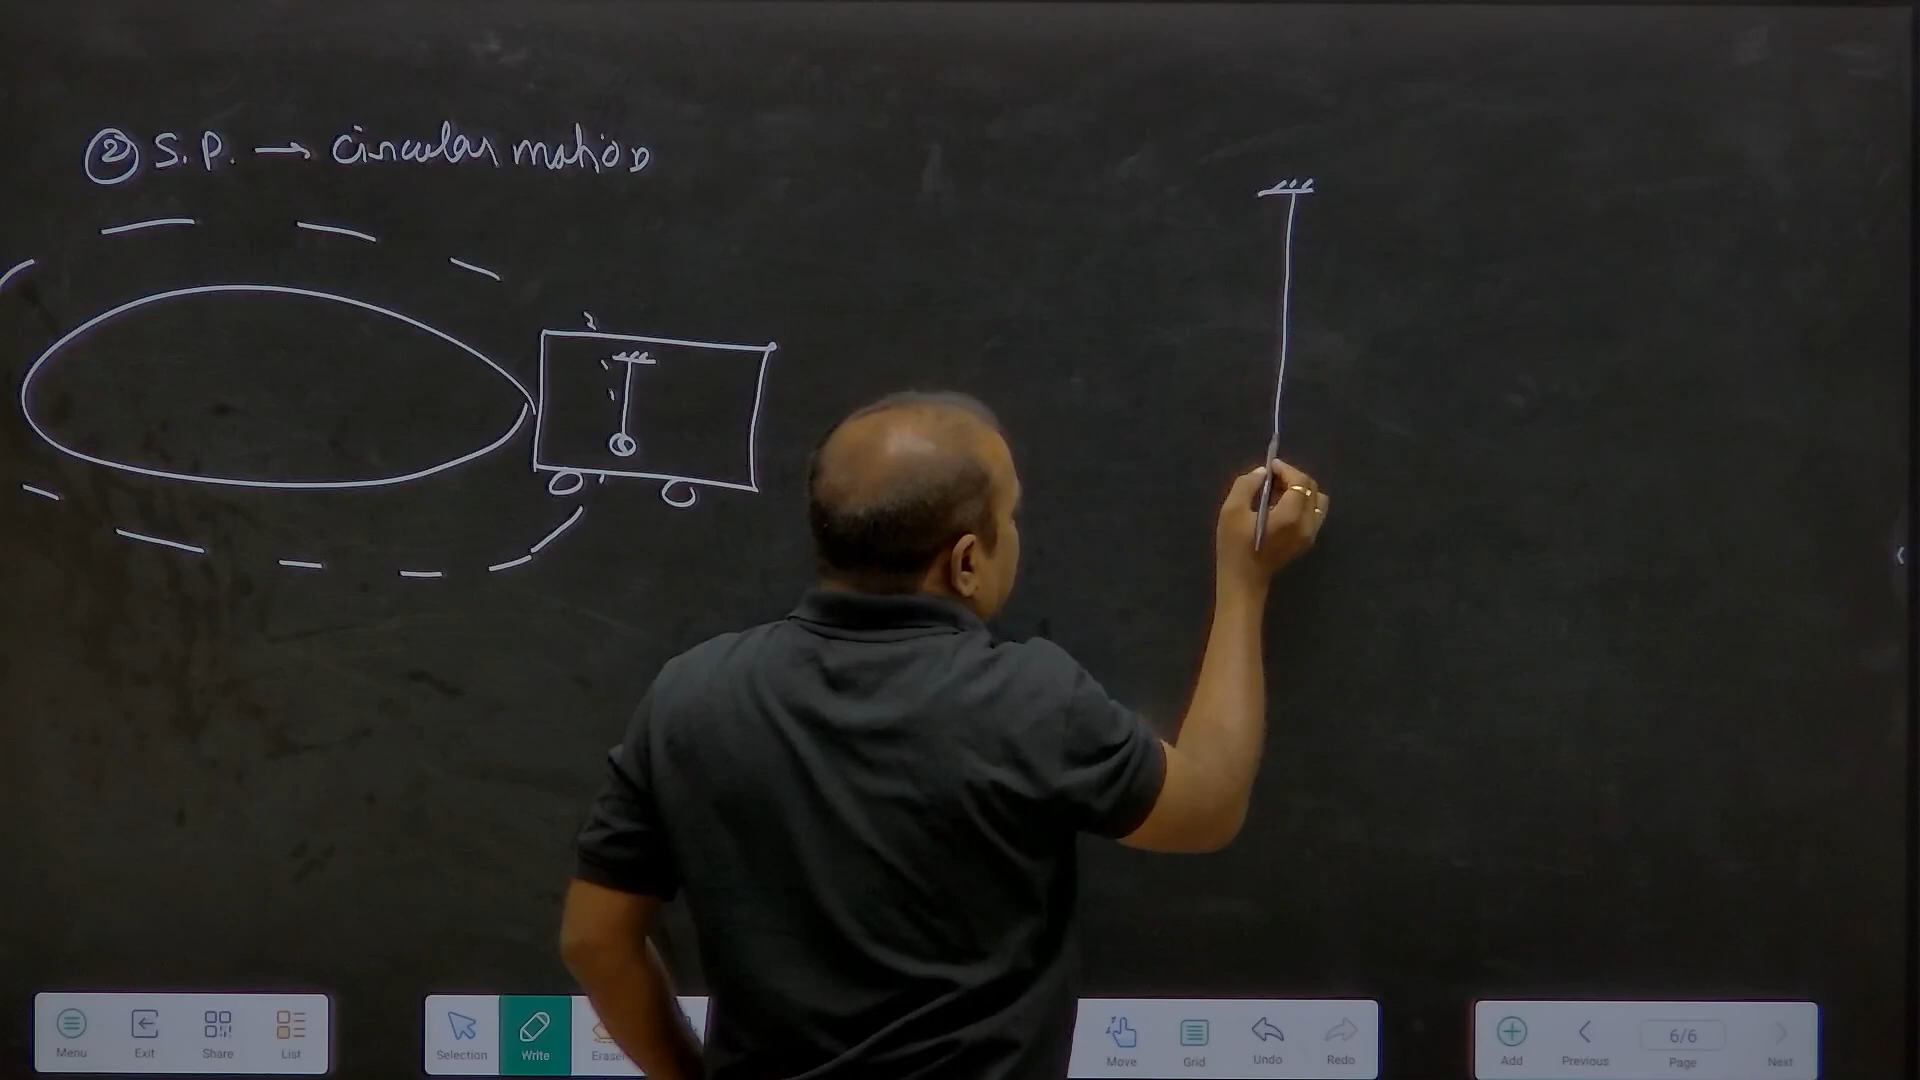 ② S.P. → circular motion
Menu Exit Share List
Selection Write Eraser
Move Grid Undo Redo
Add Previous 6/6 Page Next